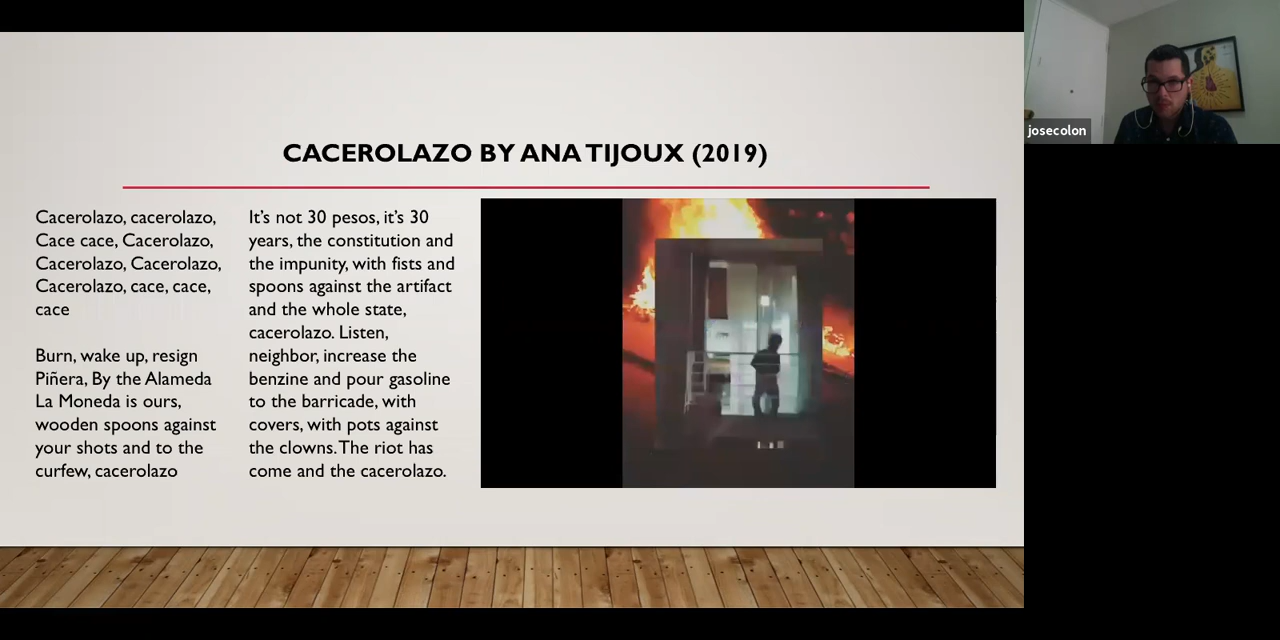 CACEROLAZO BY ANA TIJOUX (2019)
Cacerolazo, cacerolazo,
Cace cace, Cacerolazo,
Cacerolazo, Cacerolazo,
Cacerolazo, cace, cace,
cace
Burn, wake up, resign
Piñera, By the Alameda
La Moneda is ours,
wooden spoons against
your shots and to the
curfew, cacerolazo
It’s not 30 pesos, it’s 30
years, the constitution and
the impunity, with fists and
spoons against the artifact
and the whole state,
cacerolazo. Listen,
neighbor, increase the
benzine and pour gasoline
to the barricade, with
covers, with pots against
the clowns. The riot has
come and the cacerolazo.
josecolon